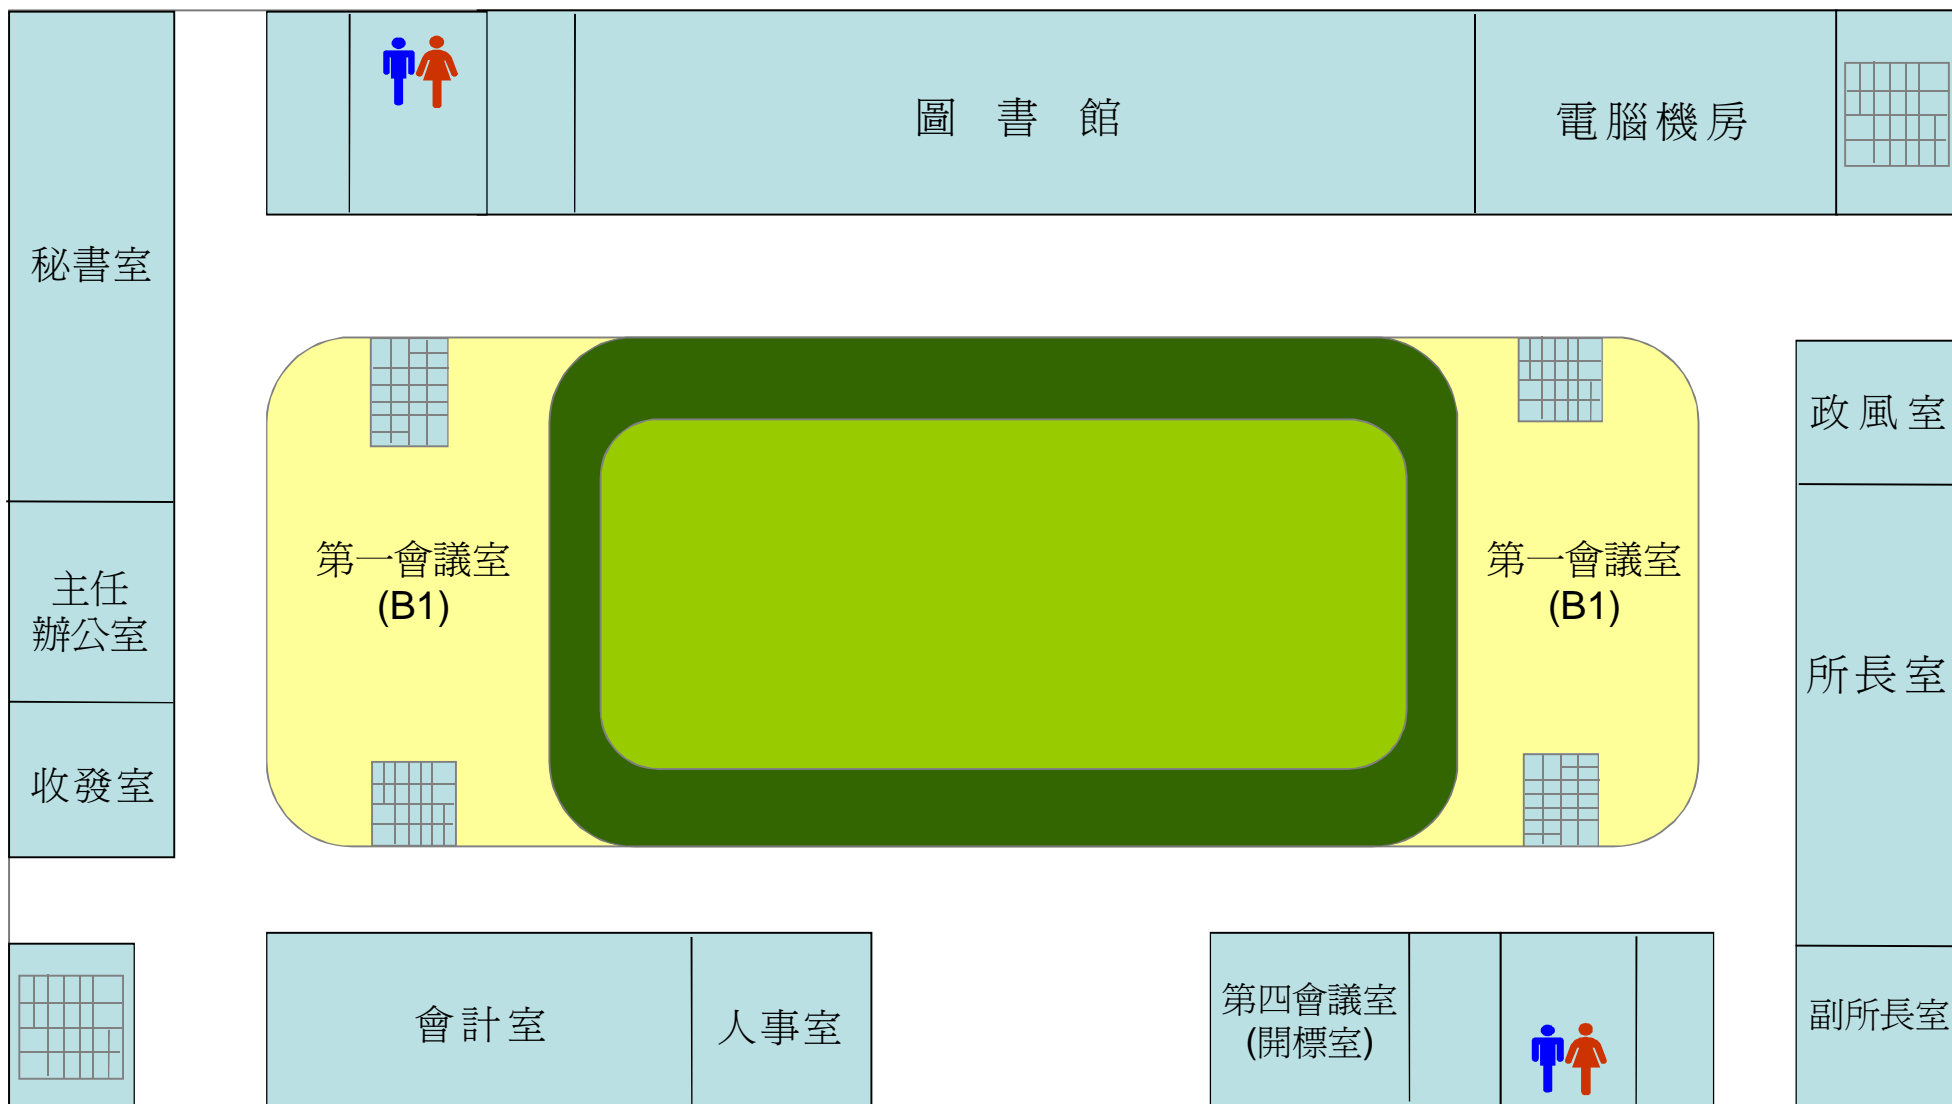 圖書館
電腦機房
秘書室
政風室
第一會議室
(B1)
第一會議室
(B1)
主任
辦公室
所長室
收發室
會計室
人事室
第四會議室
(開標室)
副所長室